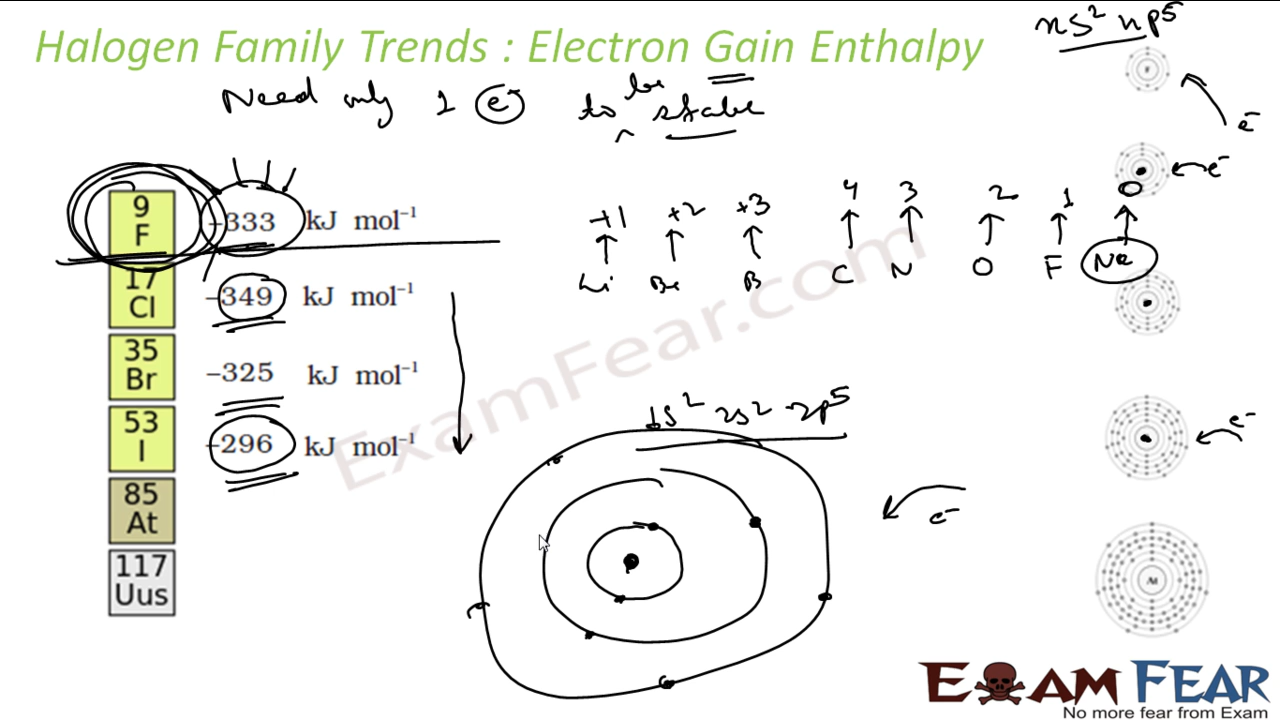 Halogen Family Trends : Electron Gain Enthalpy
ns² np⁵
Need only 1 e⁻ to be stable
e⁻
e⁻
9
F
-333 kJ mol⁻¹
+1 +2 +3 4 3 2 1 0
Li Be B C N O F Ne
17
Cl
-349 kJ mol⁻¹
35
Br
-325 kJ mol⁻¹
1s² 2s² 2p⁵
53
I
-296 kJ mol⁻¹
e⁻
85
At
e⁻
117
Uus
At
ExamFear.com
EXAM FEAR
No more fear from Exam